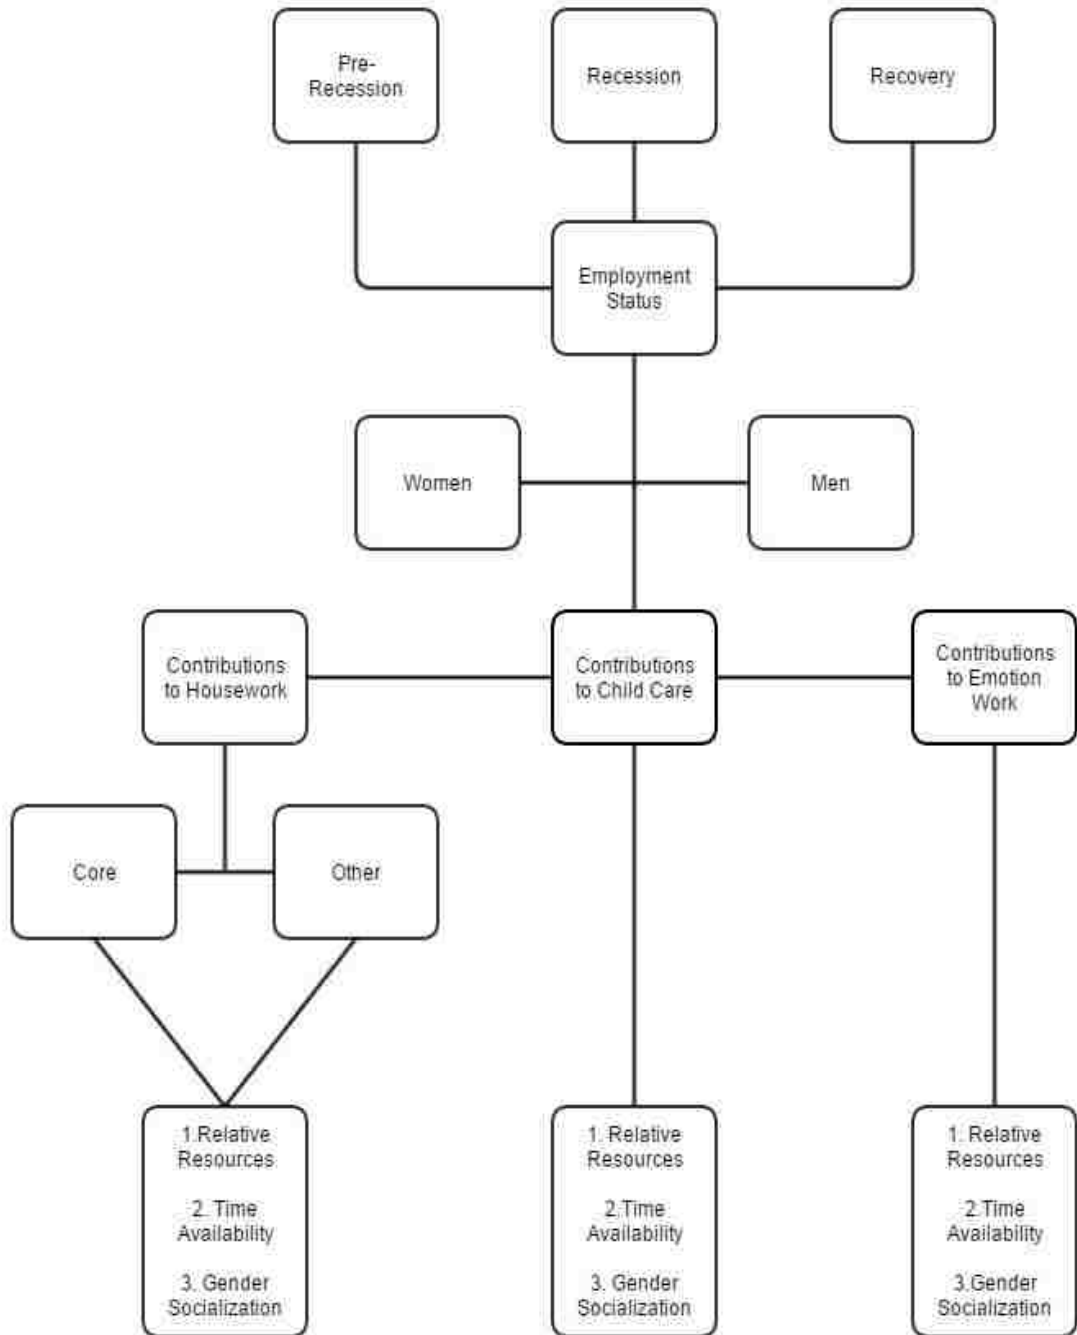 Pre-
Recession
Recession
Recovery
Employment
Status
Women
Men
Contributions
to Housework
Contributions
to Child Care
Contributions
to Emotion
Work
Core
Other
1.Relative
Resources
2. Time
Availability
3. Gender
Socialization
1. Relative
Resources
2.Time
Availability
3. Gender
Socialization
1. Relative
Resources
2.Time
Availability
3.Gender
Socialization